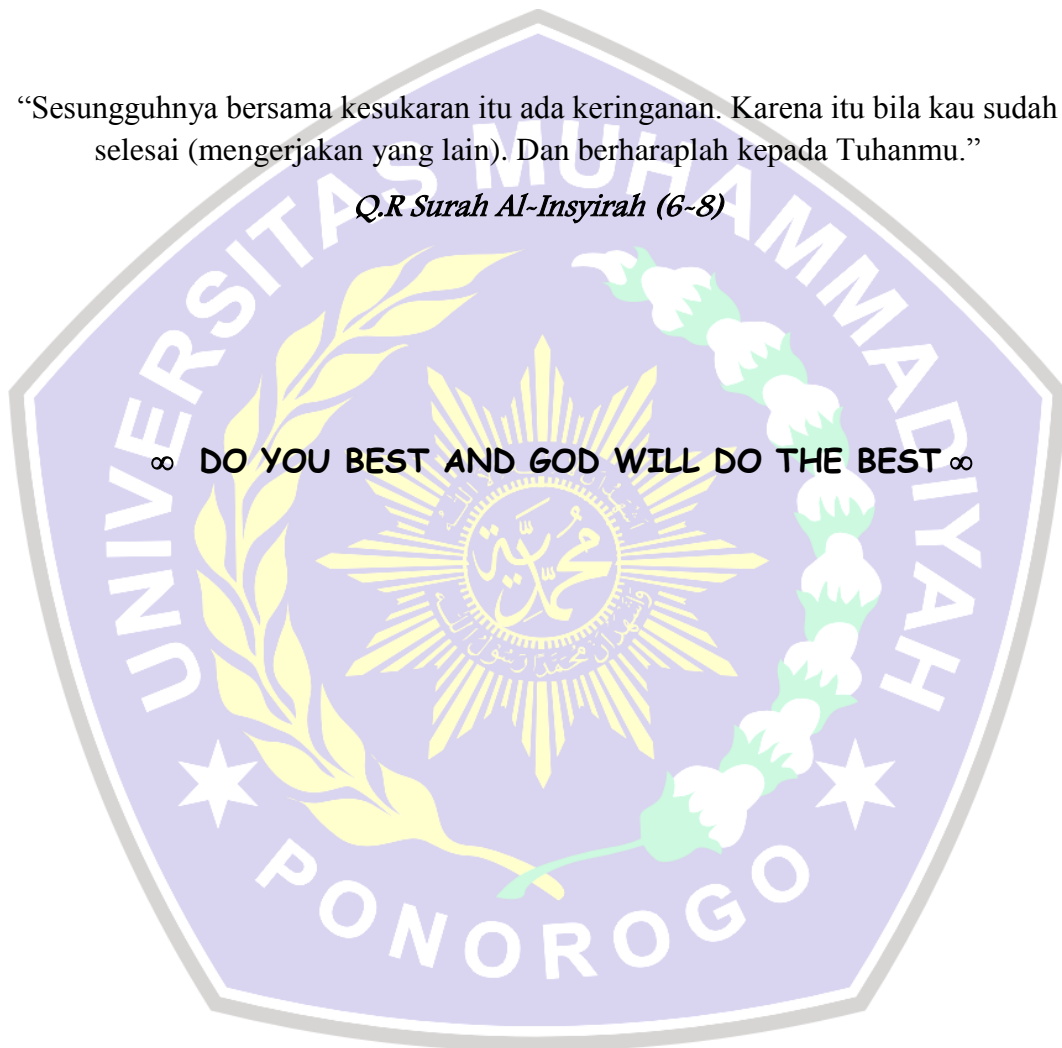 “Sesungguhnya bersama kesukaran itu ada keringanan. Karena itu bila kau sudah
selesai (mengerjakan yang lain). Dan berharaplah kepada Tuhanmu.”
Q.R Surah Al-Insyirah (6-8)
UNIVERSITAS MUHAMMADIYAH
∞ DO YOU BEST AND GOD WILL DO THE BEST ∞
محمدية
PONOROGO